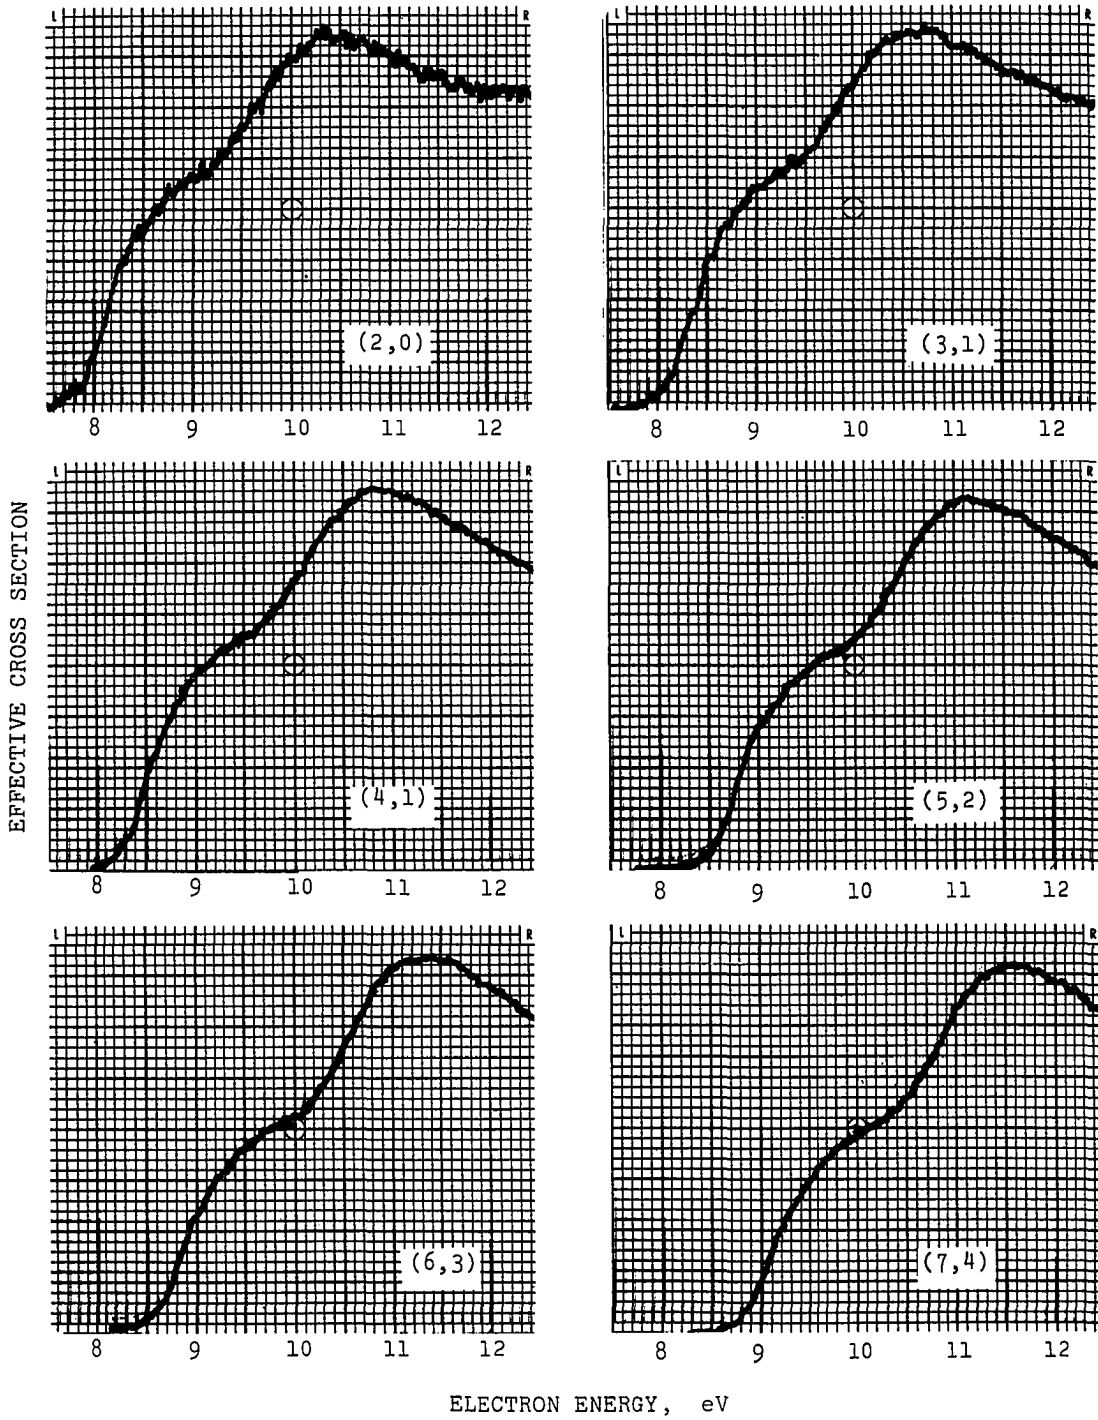 L R
L R
(2,0)
(3,1)
8 9 10 11 12
8 9 10 11 12
L R
L R
EFFECTIVE CROSS SECTION
(4,1)
(5,2)
8 9 10 11 12
8 9 10 11 12
L R
L R
(6,3)
(7,4)
8 9 10 11 12
8 9 10 11 12
ELECTRON ENERGY, eV